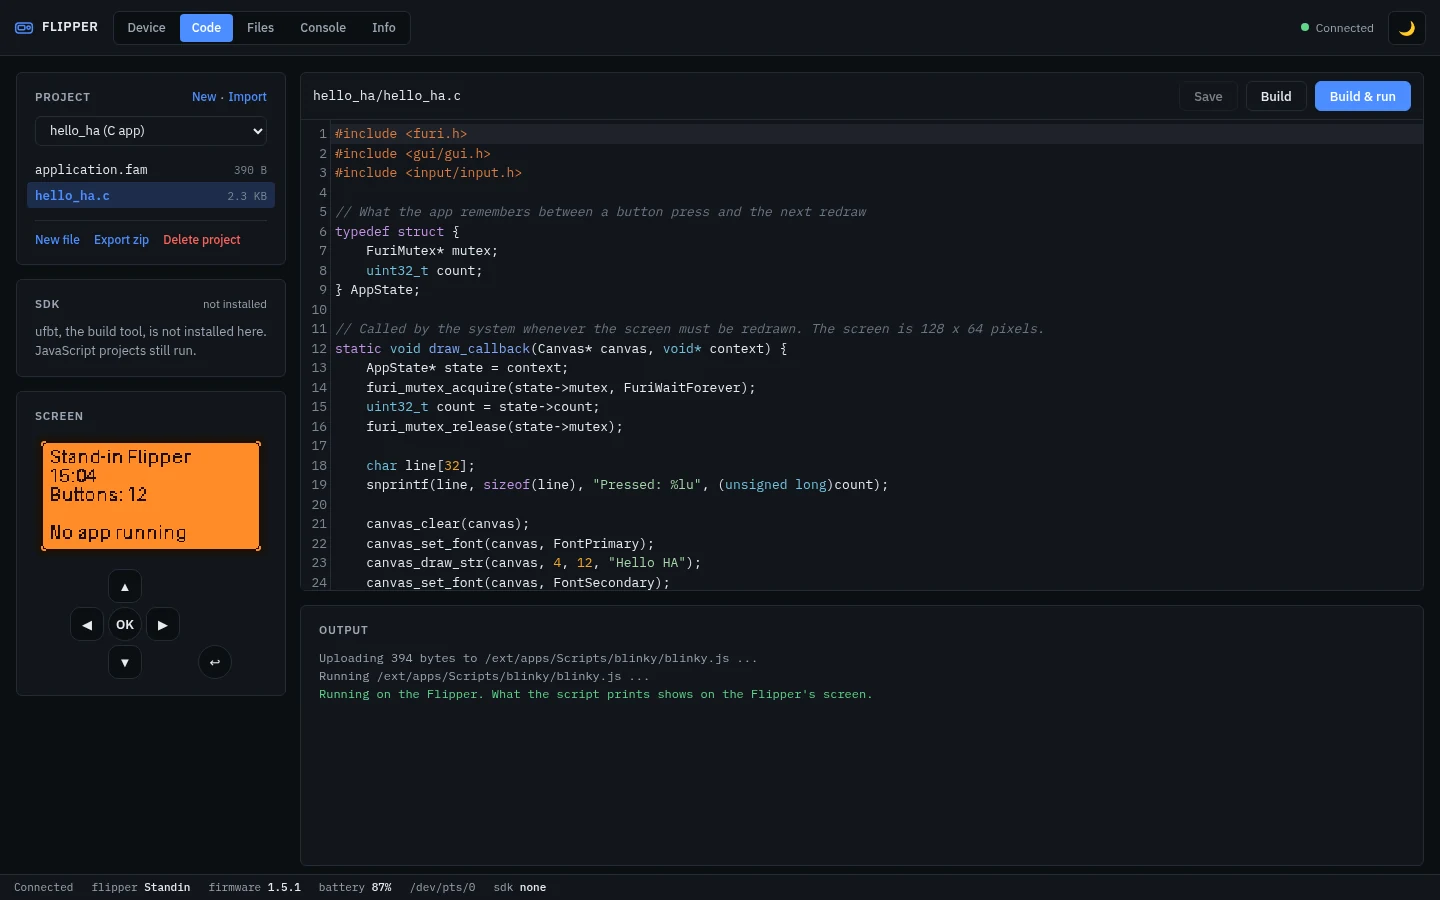 FLIPPER
Device Code Files Console Info
Connected
PROJECT
New · Import
hello_ha (C app)
application.fam 390 B
hello_ha.c 2.3 KB
New file Export zip Delete project
SDK not installed
ufbt, the build tool, is not installed here.
JavaScript projects still run.
SCREEN
Stand-in Flipper
15:04
Buttons: 12
No app running
OK
hello_ha/hello_ha.c
Save Build Build & run
1 #include <furi.h>
2 #include <gui/gui.h>
3 #include <input/input.h>
4
5 // What the app remembers between a button press and the next redraw
6 typedef struct {
7     FuriMutex* mutex;
8     uint32_t count;
9 } AppState;
10
11 // Called by the system whenever the screen must be redrawn. The screen is 128 x 64 pixels.
12 static void draw_callback(Canvas* canvas, void* context) {
13     AppState* state = context;
14     furi_mutex_acquire(state->mutex, FuriWaitForever);
15     uint32_t count = state->count;
16     furi_mutex_release(state->mutex);
17
18     char line[32];
19     snprintf(line, sizeof(line), "Pressed: %lu", (unsigned long)count);
20
21     canvas_clear(canvas);
22     canvas_set_font(canvas, FontPrimary);
23     canvas_draw_str(canvas, 4, 12, "Hello HA");
24     canvas_set_font(canvas, FontSecondary);
OUTPUT
Uploading 394 bytes to /ext/apps/Scripts/blinky/blinky.js ...
Running /ext/apps/Scripts/blinky/blinky.js ...
Running on the Flipper. What the script prints shows on the Flipper's screen.
Connected flipper Standin firmware 1.5.1 battery 87% /dev/pts/0 sdk none